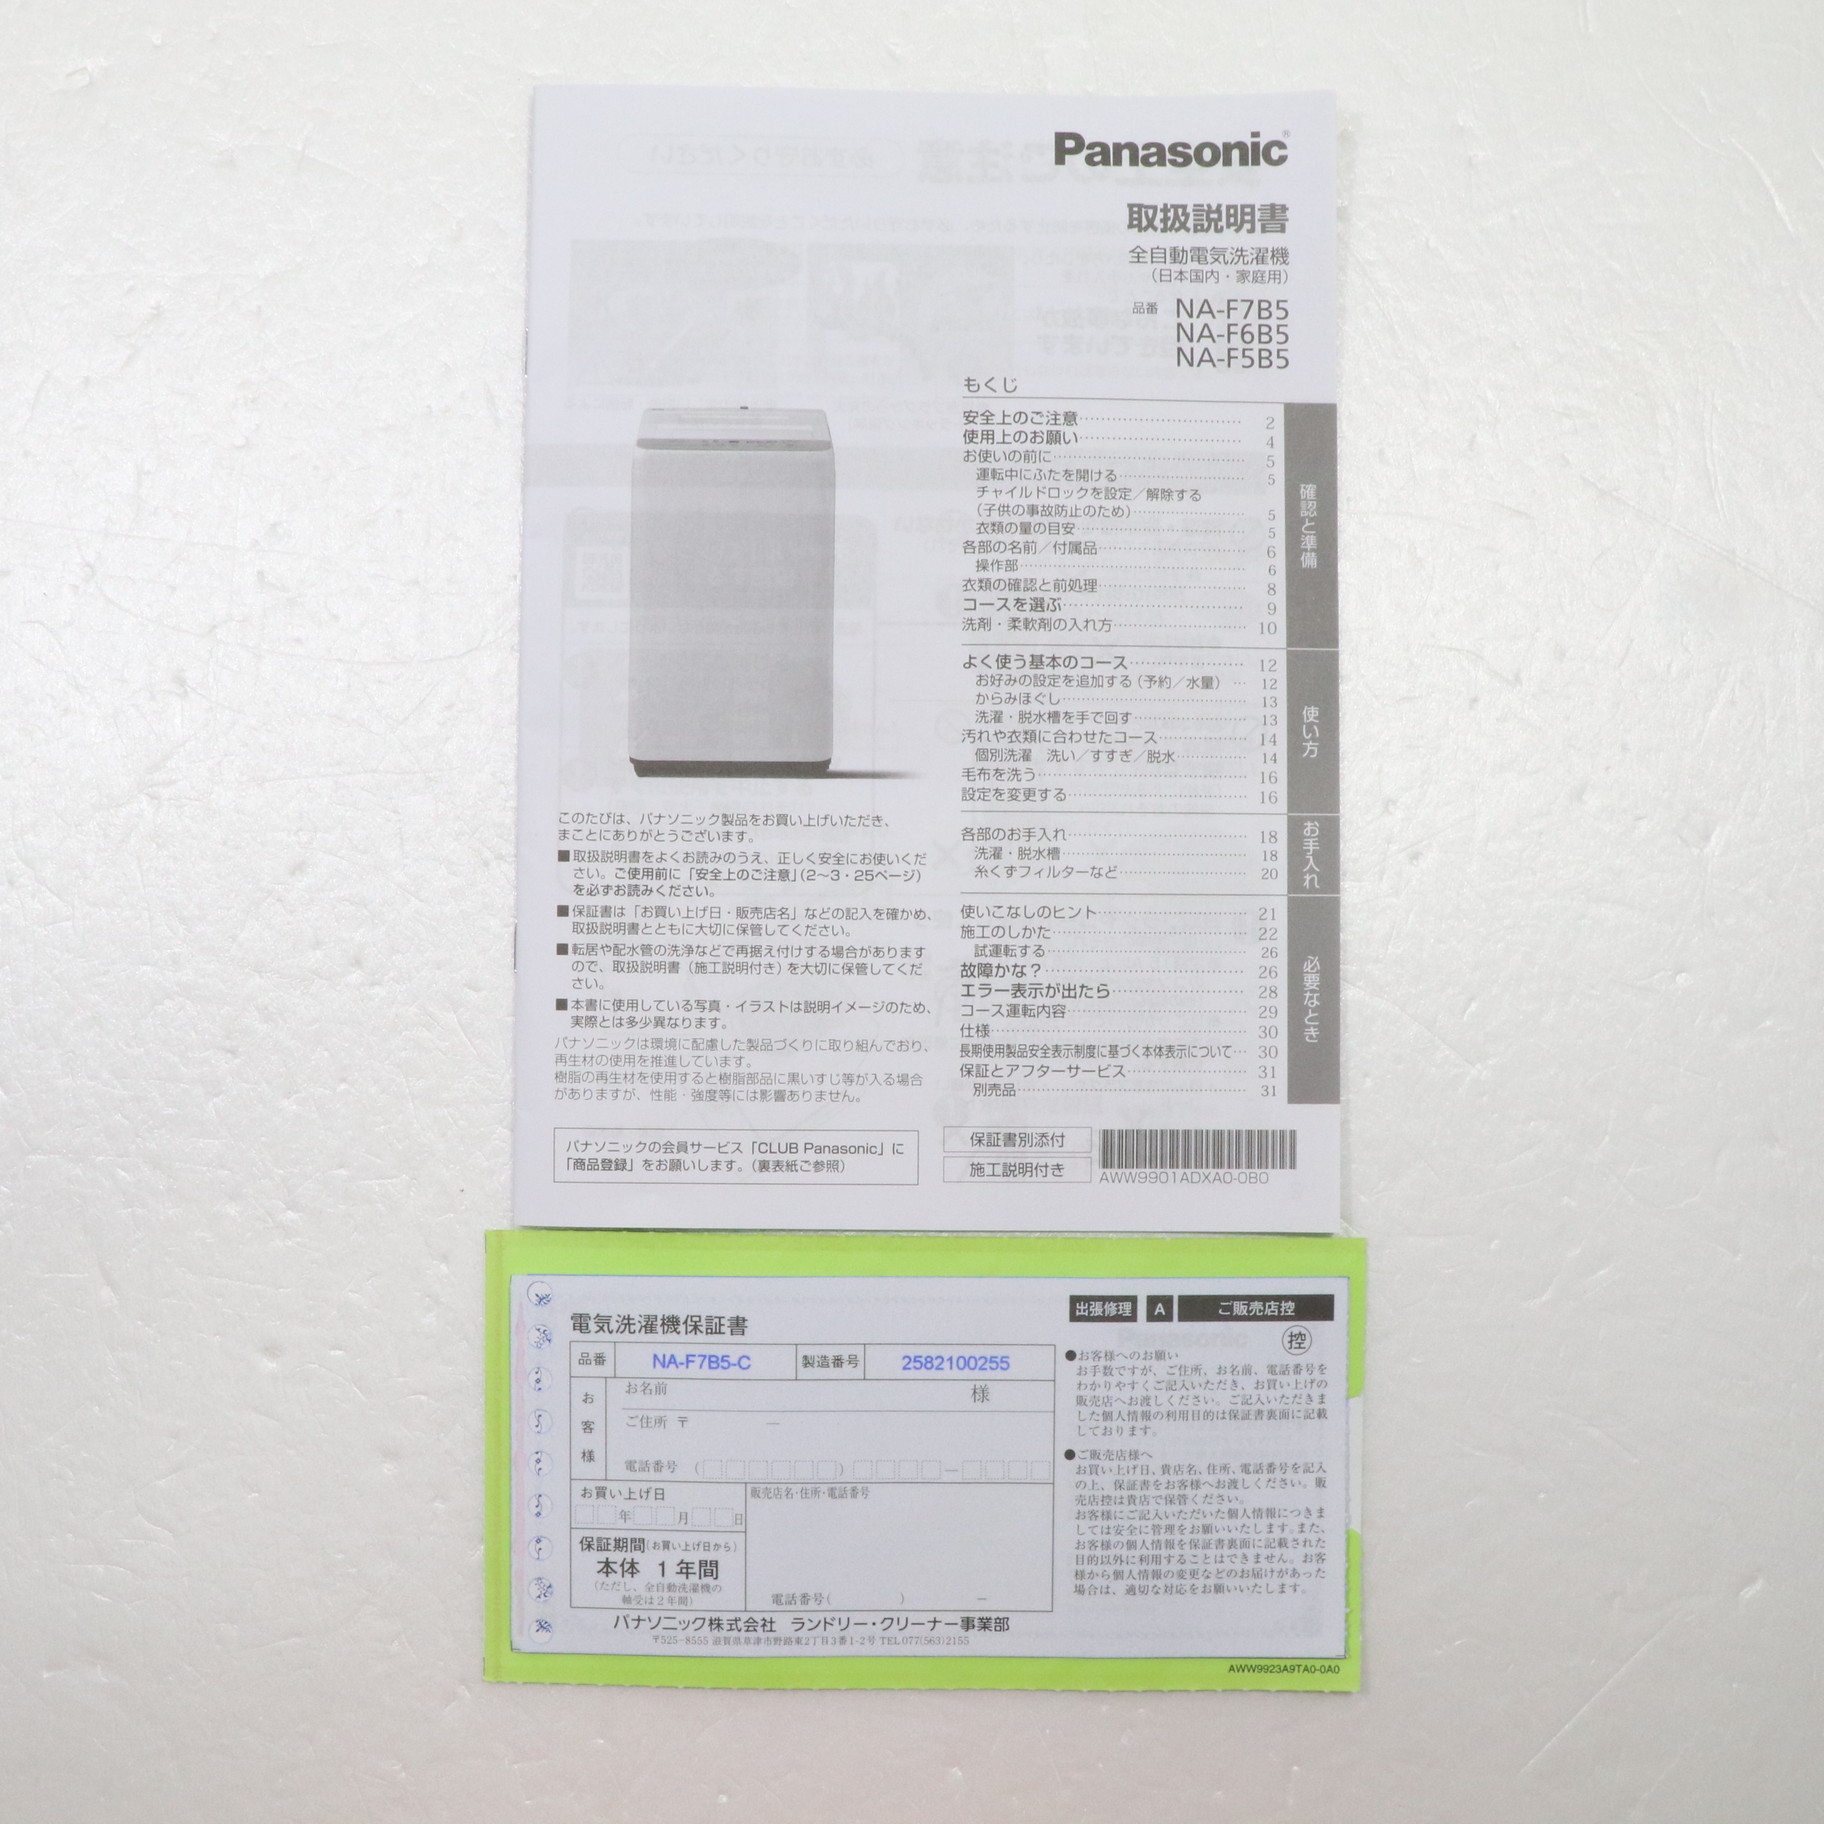 Panasonic®
取扱説明書
全自動電気洗濯機
(日本国内・家庭用)
品番 NA-F7B5
NA-F6B5
NA-F5B5
もくじ
安全上のご注意 2
使用上のお願い 4
お使いの前に 5
運転中にふたを開ける 5
チャイルドロックを設定/解除する
(子供の事故防止のため) 5
衣類の量の目安 5
各部の名前/付属品 6
操作部 6
衣類の確認と前処理 8
コースを選ぶ 9
洗剤・柔軟剤の入れ方 10
確認と準備
よく使う基本のコース 12
お好みの設定を追加する(予約/水量) 12
からみほぐし 13
洗濯・脱水槽を手で回す 13
汚れや衣類に合わせたコース 14
個別洗濯 洗い/すすぎ/脱水 14
毛布を洗う 16
設定を変更する 16
使い方
各部のお手入れ 18
洗濯・脱水槽 18
糸くずフィルターなど 20
お手入れ
使いこなしのヒント 21
施工のしかた 22
試運転する 26
故障かな? 26
エラー表示が出たら 28
コース運転内容 29
仕様 30
長期使用製品安全表示制度に基づく本体表示について 30
保証とアフターサービス 31
別売品 31
必要なとき
このたびは、パナソニック製品をお買い上げいただき、
まことにありがとうございます。
■取扱説明書をよくお読みのうえ、正しく安全にお使いくだ
さい。ご使用前に「安全上のご注意」(2〜3・25ページ)
を必ずお読みください。
■保証書は「お買い上げ日・販売店名」などの記入を確かめ、
取扱説明書とともに大切に保管してください。
■転居や配水管の洗浄などで再据え付けする場合があります
ので、取扱説明書(施工説明付き)を大切に保管してくだ
さい。
■本書に使用している写真・イラストは説明イメージのため、
実際とは多少異なります。
パナソニックは環境に配慮した製品づくりに取り組んでおり、
再生材の使用を推進しています。
樹脂の再生材を使用すると樹脂部品に黒いすじ等が入る場合
がありますが、性能・強度等には影響ありません。
パナソニックの会員サービス「CLUB Panasonic」に
「商品登録」をお願いします。(裏表紙ご参照)
保証書別添付
施工説明付き
AWW9901ADXA0-0B0
電気洗濯機保証書
出張修理 A ご販売店控
控
品番 NA-F7B5-C 製造番号 2582100255
お客様
お名前 様
ご住所 〒 ―
電話番号 ( ) ―
お買い上げ日
年 月 日
販売店名・住所・電話番号
保証期間(お買い上げ日から)
本体 1年間
(ただし、全自動洗濯機の
軸受は2年間)
電話番号( ) ―
パナソニック株式会社 ランドリー・クリーナー事業部
〒525-8555 滋賀県草津市野路東2丁目3番1-2号 TEL 077(563)2155
●お客様へのお願い
お手数ですが、ご住所、お名前、電話番号を
わかりやすくご記入いただき、お買い上げの
販売店へお渡しください。ご記入いただきま
した個人情報の利用目的は保証書裏面に記載
しております。
●ご販売店様へ
お買い上げ日、貴店名、住所、電話番号を記入
の上、保証書をお客様へお渡しください。販
売店控は貴店で保管ください。
お客様にご記入いただいた個人情報につきま
しては安全に管理をお願いいたします。また、
お客様の個人情報を保証書裏面に記載された
目的以外に利用することはできません。お客
様から個人情報の変更などのお届けがあった
場合は、適切な対応をお願いいたします。
AWW9923A9TA0-0A0